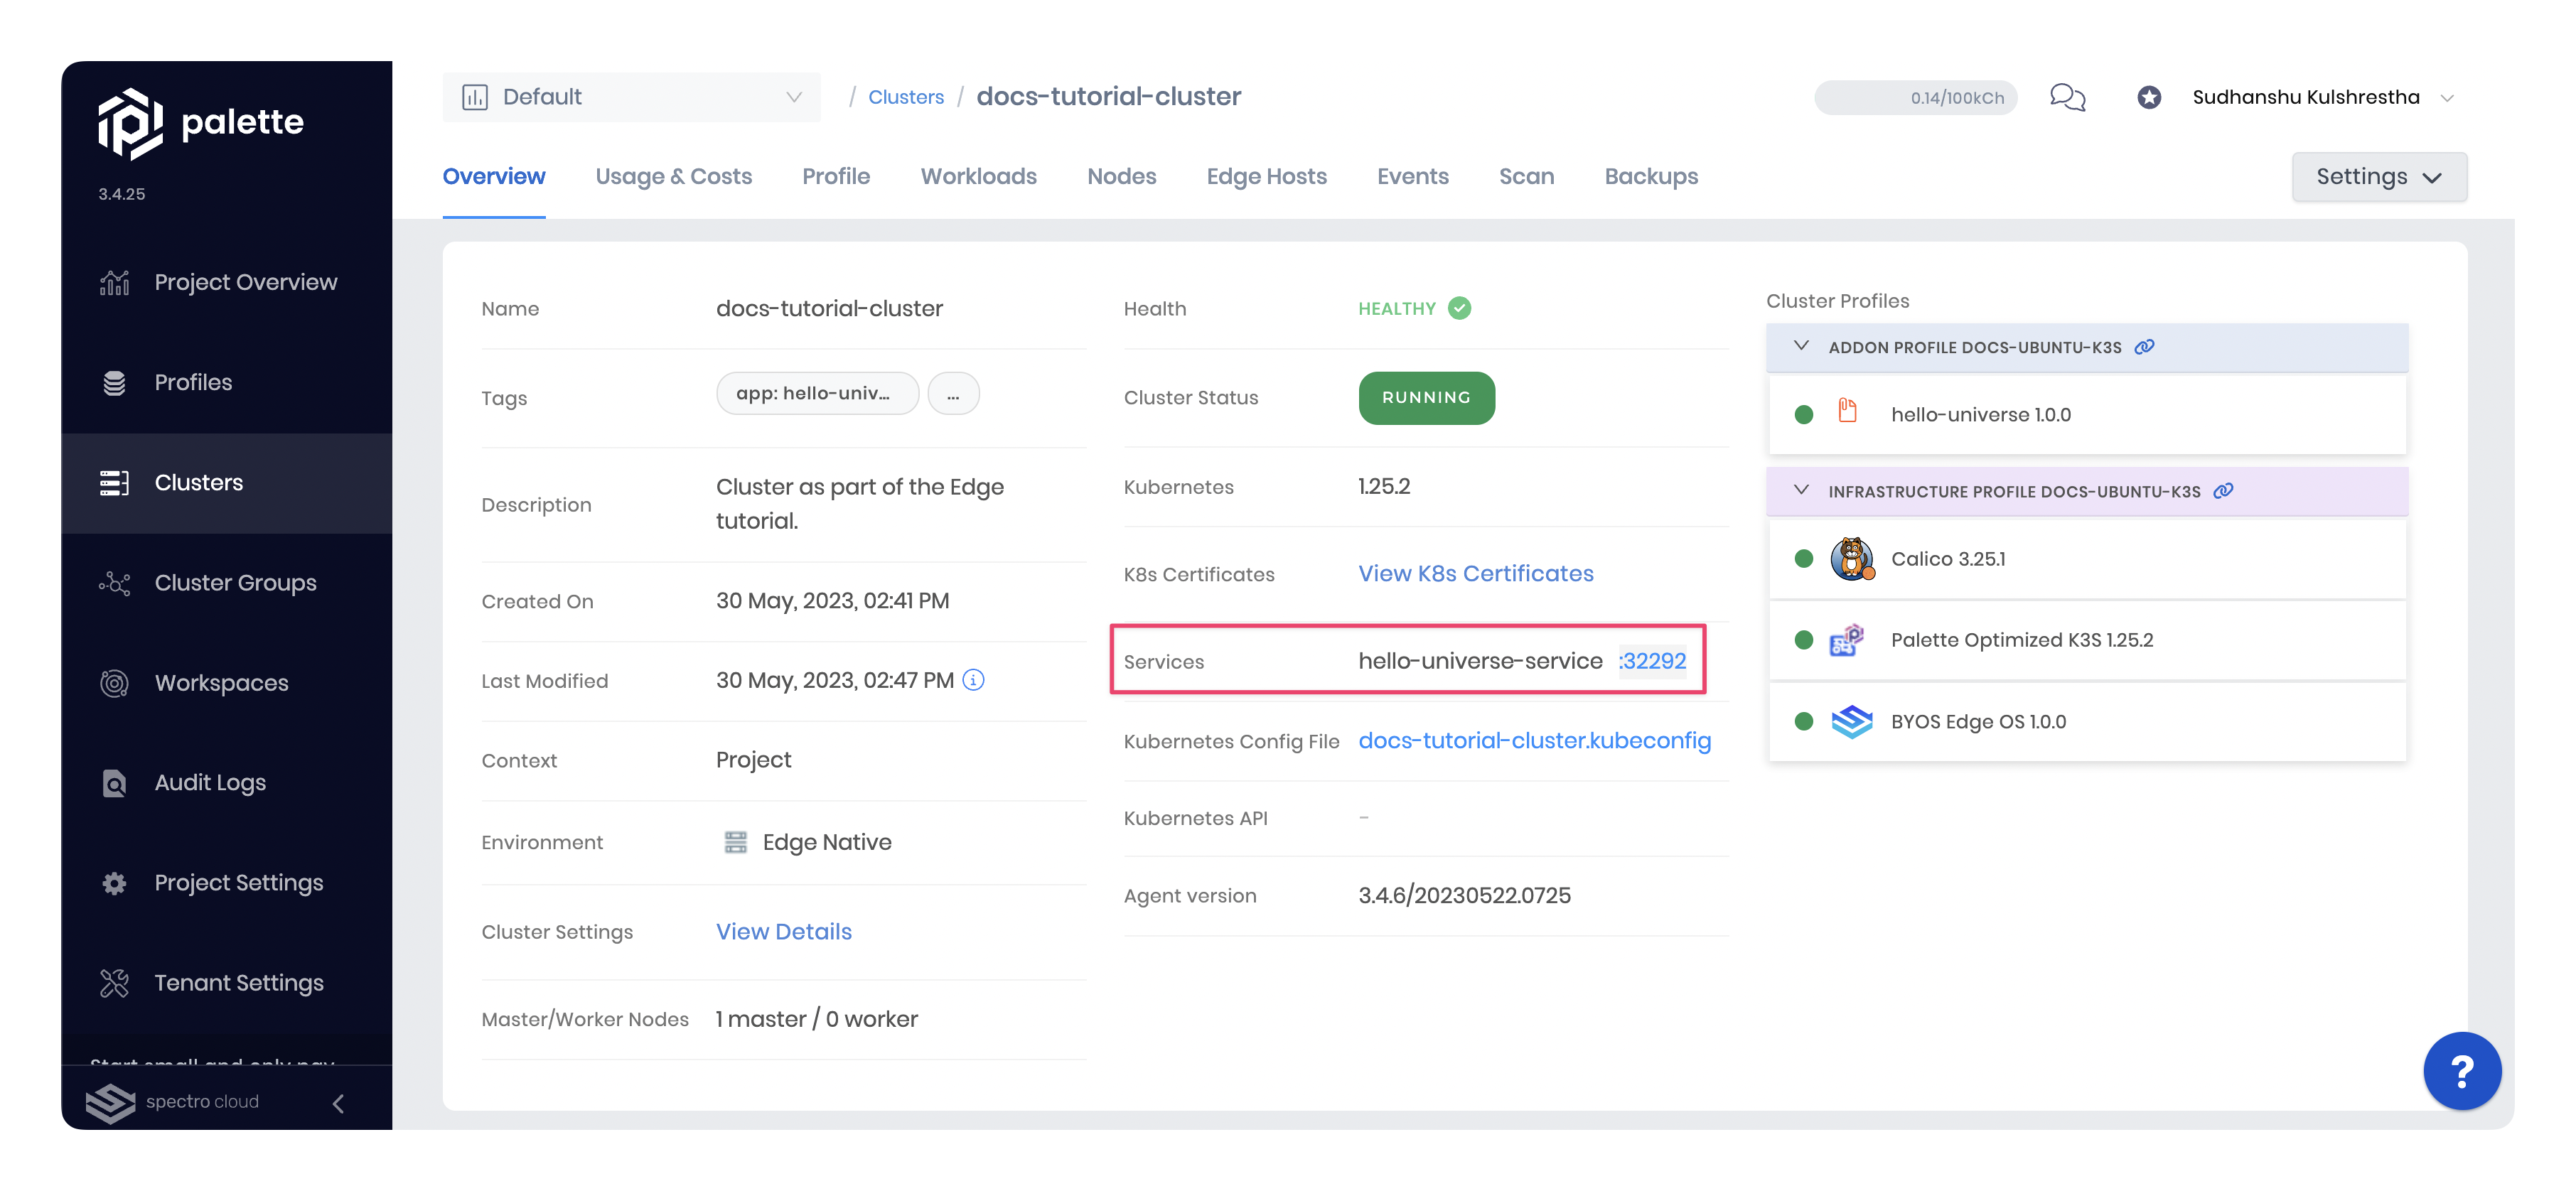 palette
3.4.25
Project Overview
Profiles
Clusters
Cluster Groups
Workspaces
Audit Logs
Project Settings
Tenant Settings
Start small and only pay
spectro cloud
Default / Clusters / docs-tutorial-cluster
0.14/100kCh
Sudhanshu Kulshrestha
Overview Usage & Costs Profile Workloads Nodes Edge Hosts Events Scan Backups
Settings
Name docs-tutorial-cluster
Tags app: hello-univ... ...
Description Cluster as part of the Edge
tutorial.
Created On 30 May, 2023, 02:41 PM
Last Modified 30 May, 2023, 02:47 PM
Context Project
Environment Edge Native
Cluster Settings View Details
Master/Worker Nodes 1 master / 0 worker
Health HEALTHY
Cluster Status RUNNING
Kubernetes 1.25.2
K8s Certificates View K8s Certificates
Services hello-universe-service :32292
Kubernetes Config File docs-tutorial-cluster.kubeconfig
Kubernetes API -
Agent version 3.4.6/20230522.0725
Cluster Profiles
ADDON PROFILE DOCS-UBUNTU-K3S
hello-universe 1.0.0
INFRASTRUCTURE PROFILE DOCS-UBUNTU-K3S
Calico 3.25.1
Palette Optimized K3S 1.25.2
BYOS Edge OS 1.0.0
?